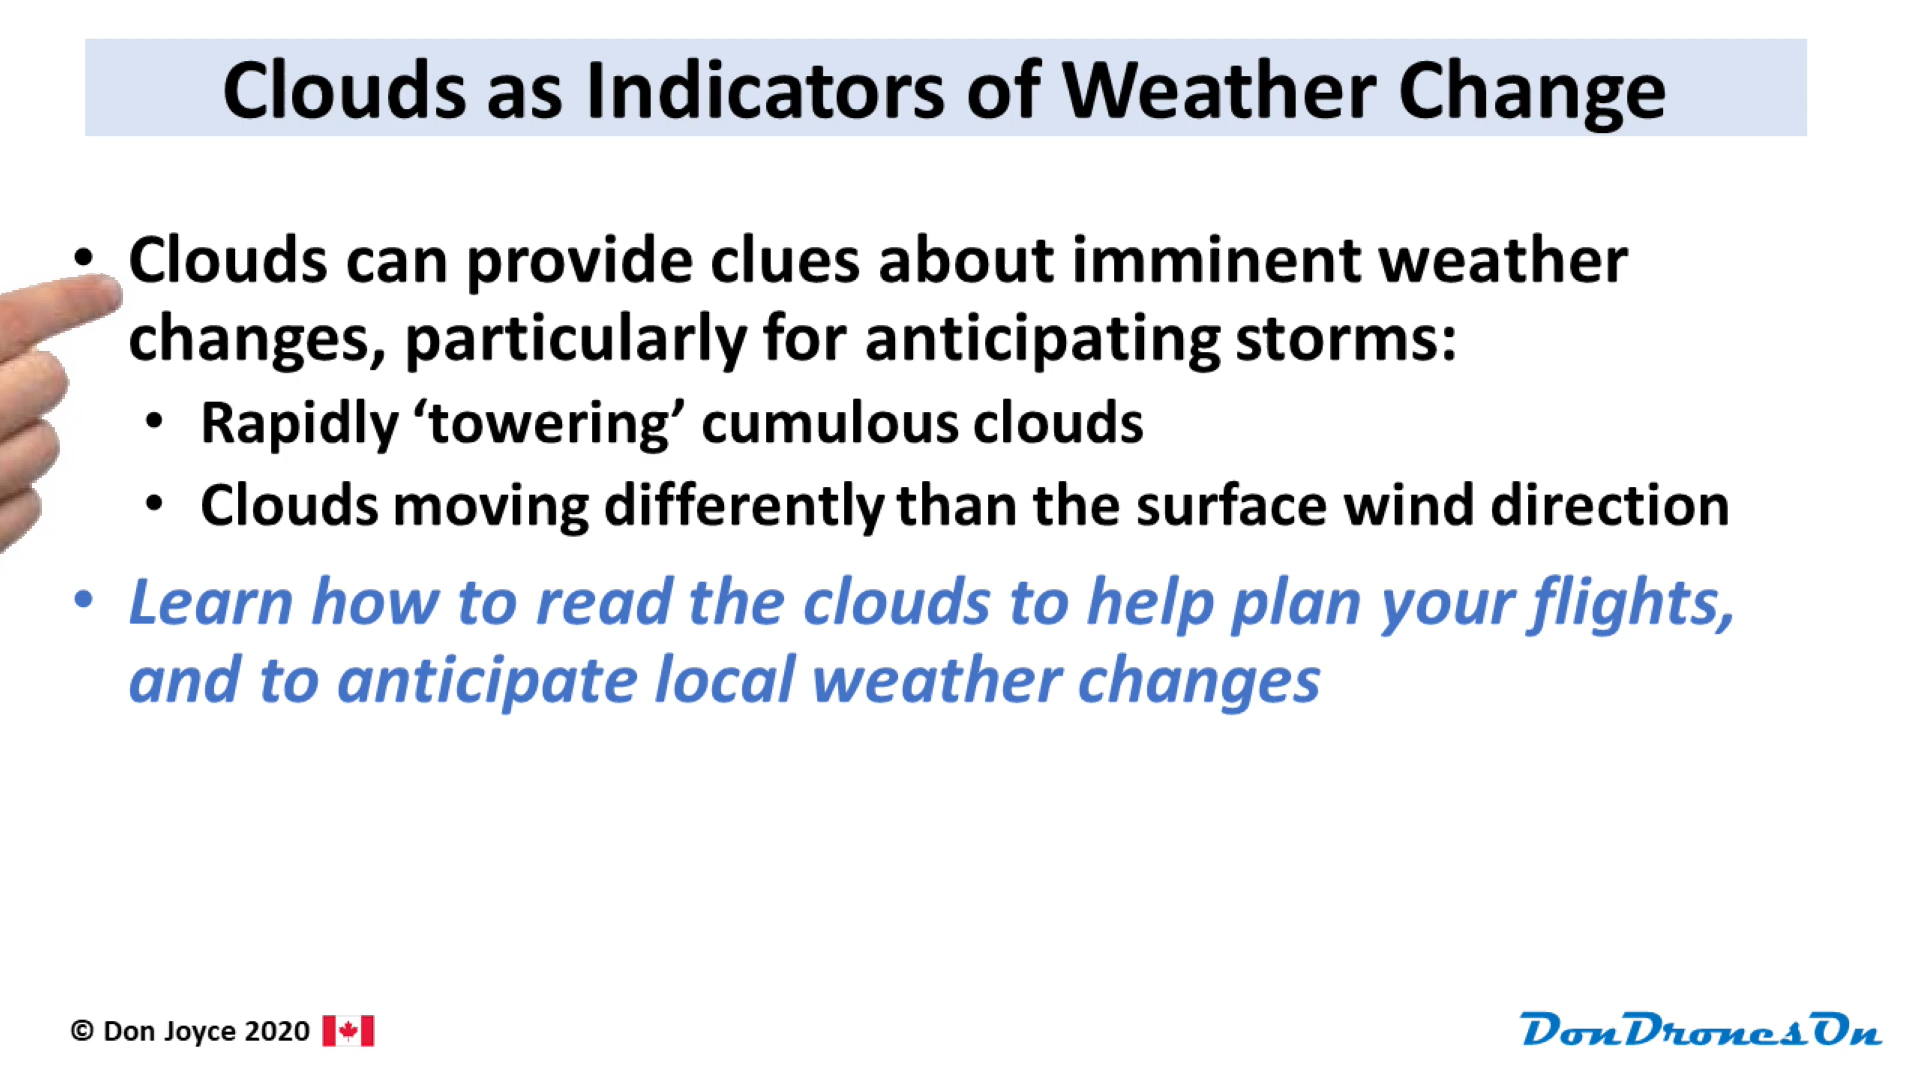 Clouds as Indicators of Weather Change
• Clouds can provide clues about imminent weather
changes, particularly for anticipating storms:
• Rapidly ‘towering’ cumulous clouds
• Clouds moving differently than the surface wind direction
• Learn how to read the clouds to help plan your flights,
and to anticipate local weather changes
© Don Joyce 2020
DonDronesOn